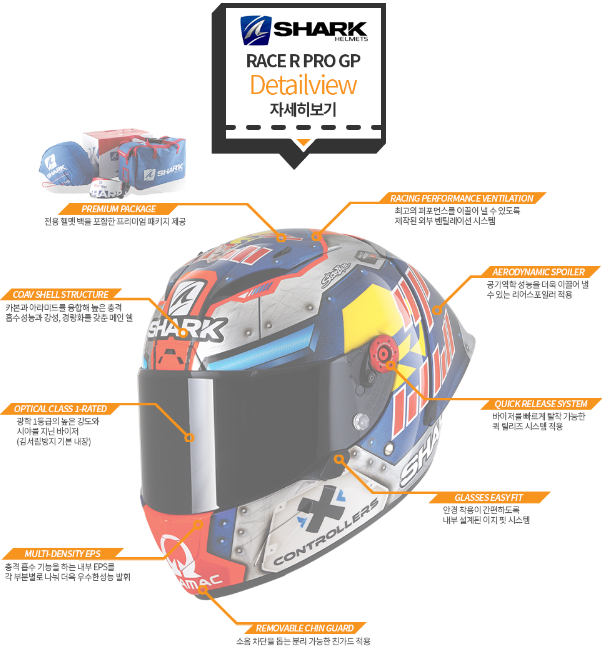 SHARK
HELMETS
RACE R PRO GP
Detailview
자세히보기
SHARK
SHARP
PREMIUM PACKAGE
전용 헬멧 백을 포함한 프리미엄 패키지 제공
RACING PERFORMANCE VENTILATION
최고의 퍼포먼스를 이끌어 낼 수 있도록
제작된 외부 벤틸레이션 시스템
AERODYNAMIC SPOILER
공기역학 성능을 더욱 이끌어 낼
수 있는 리어스포일러 적용
COAV SHELL STRUCTURE
카본과 아라미드를 융합해 높은 충격
흡수성능과 강성, 경량화를 갖춘 메인 쉘
SHARK
QUICK RELEASE SYSTEM
바이저를 빠르게 탈착 가능한
퀵 릴리즈 시스템 적용
OPTICAL CLASS 1-RATED
광학 1등급의 높은 강도와
시야를 지닌 바이저
(김서림방지 기본 내장)
SHARK
GLASSES EASY FIT
안경 착용이 간편하도록
내부 설계된 이지 핏 시스템
CONTROLLERS
MULTI-DENSITY EPS
충격 흡수 기능을 하는 내부 EPS를
각 부분별로 나눠 더욱 우수한성능 발휘
REMOVABLE CHIN GUARD
소음 차단을 돕는 분리 가능한 친가드 적용